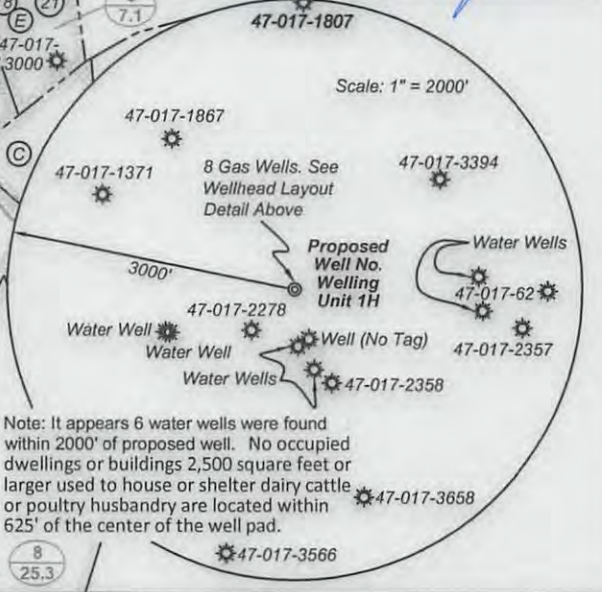 8
E
21
7.1
47-017-
3000
47-017-1807
Scale: 1" = 2000'
47-017-1867
47-017-1371
C
8 Gas Wells. See
Wellhead Layout
Detail Above
47-017-3394
Proposed
Well No.
Welling
Unit 1H
Water Wells
3000'
47-017-62
47-017-2278
Water Well
Well (No Tag)
47-017-2357
Water Well
Water Wells
47-017-2358
Note: It appears 6 water wells were found
within 2000' of proposed well. No occupied
dwellings or buildings 2,500 square feet or
larger used to house or shelter dairy cattle
or poultry husbandry are located within
625' of the center of the well pad.
47-017-3658
8
25.3
47-017-3566